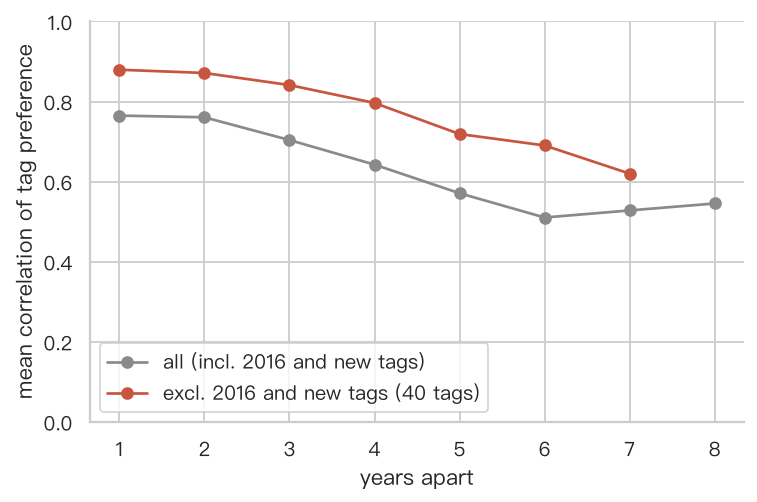 mean correlation of tag preference
1.0
0.8
0.6
0.4
0.2
0.0
all (incl. 2016 and new tags)
excl. 2016 and new tags (40 tags)
1 2 3 4 5 6 7 8
years apart